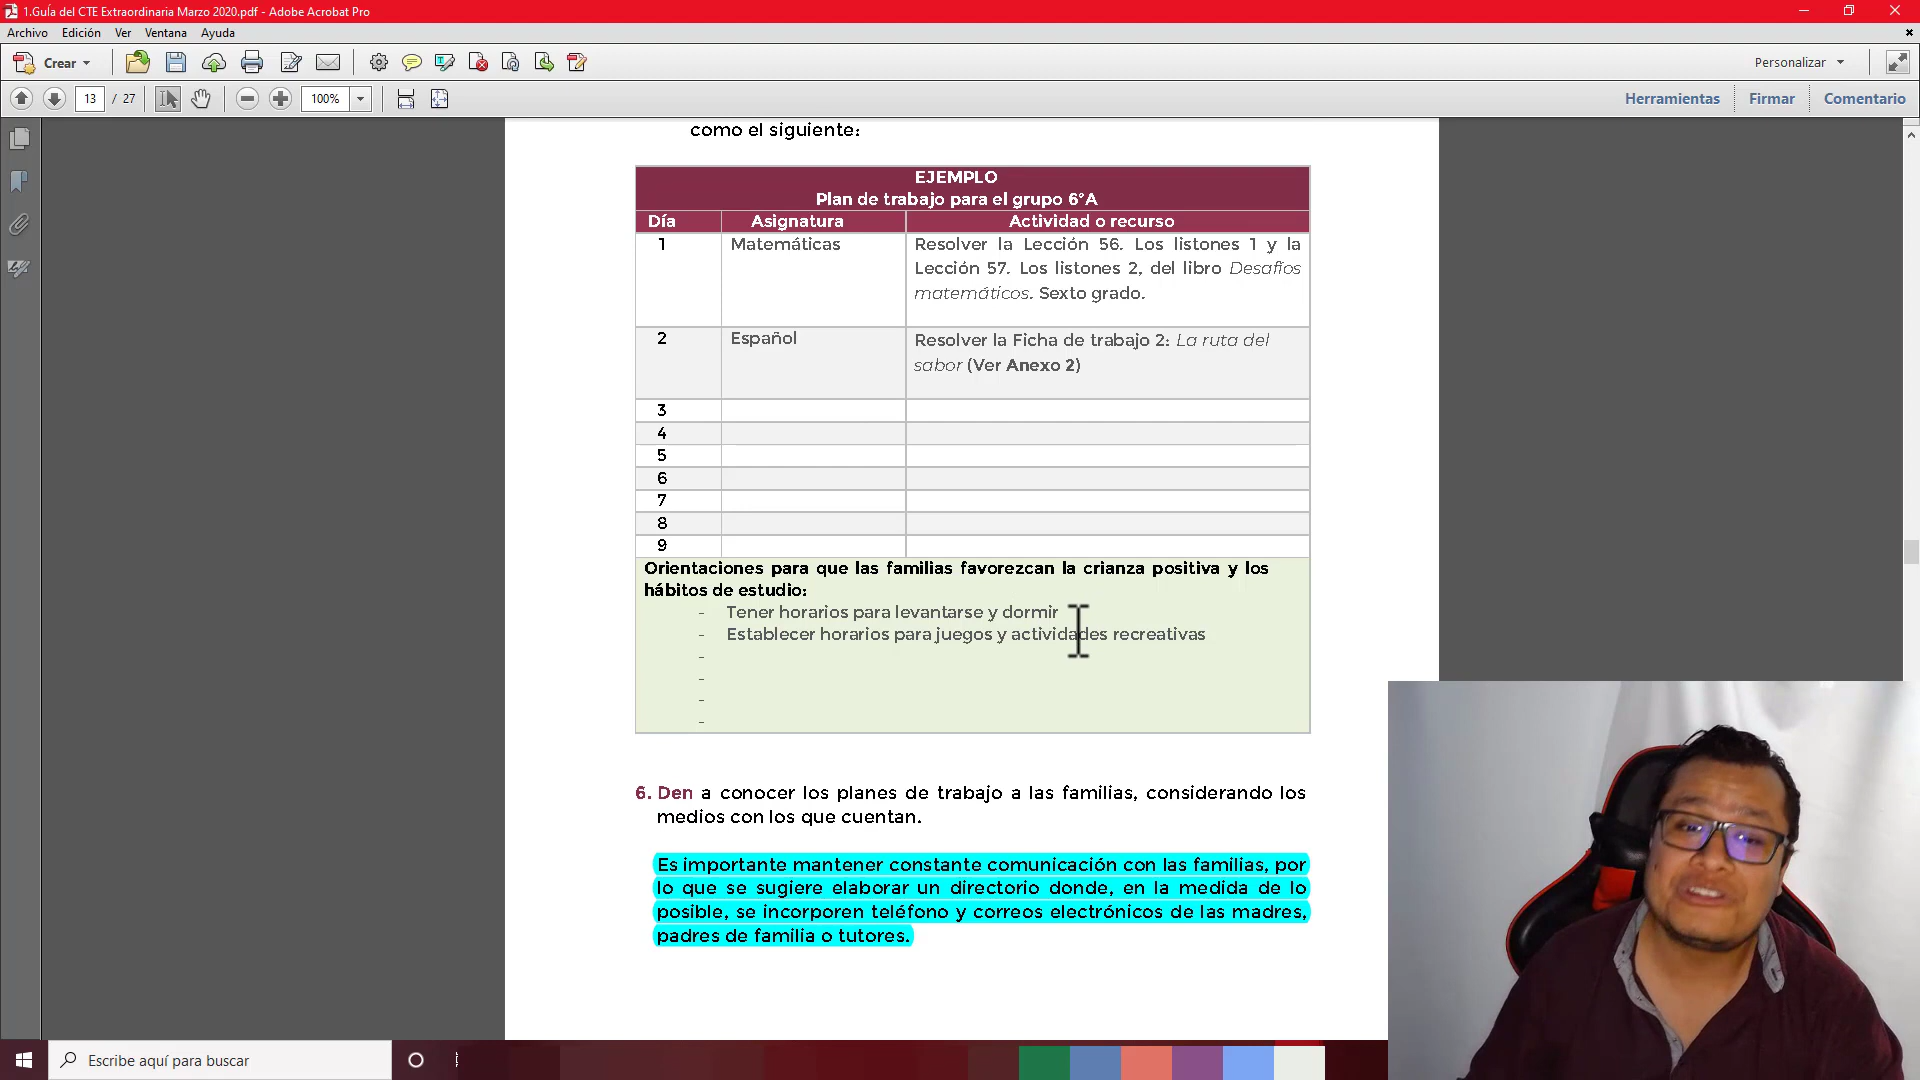 1.Guía del CTE Extraordinaria Marzo 2020.pdf - Adobe Acrobat Pro
Archivo Edición Ver Ventana Ayuda
Crear
Personalizar
13 / 27
100%
Herramientas Firmar Comentario
como el siguiente:
EJEMPLO
Plan de trabajo para el grupo 6°A
Día Asignatura Actividad o recurso
1 Matemáticas Resolver la Lección 56. Los listones 1 y la
Lección 57. Los listones 2, del libro Desafíos
matemáticos. Sexto grado.
2 Español Resolver la Ficha de trabajo 2: La ruta del
sabor (Ver Anexo 2)
3
4
5
6
7
8
9
Orientaciones para que las familias favorezcan la crianza positiva y los
hábitos de estudio:
- Tener horarios para levantarse y dormir
- Establecer horarios para juegos y actividades recreativas
-
-
-
-
6. Den a conocer los planes de trabajo a las familias, considerando los
medios con los que cuentan.
Es importante mantener constante comunicación con las familias, por
lo que se sugiere elaborar un directorio donde, en la medida de lo
posible, se incorporen teléfono y correos electrónicos de las madres,
padres de familia o tutores.
Escribe aquí para buscar